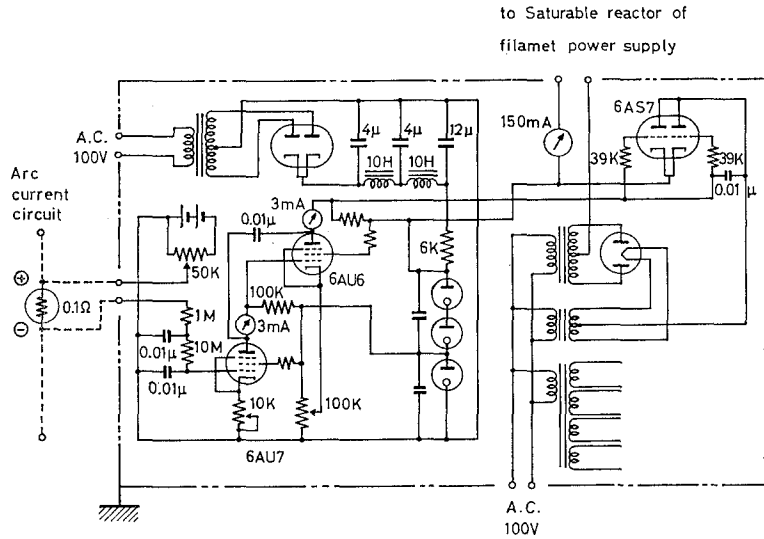 to Saturable reactor of
filamet power supply
6AS7
150mA
A.C.
100V
4μ
4μ
12μ
10H
10H
39K
39K
0.01μ
Arc
current
circuit
3mA
0.01μ
6K
50K
6AU6
⊕
0.1Ω
⊖
100K
1M
3mA
10M
0.01μ
0.01μ
10K
100K
6AU7
A.C.
100V